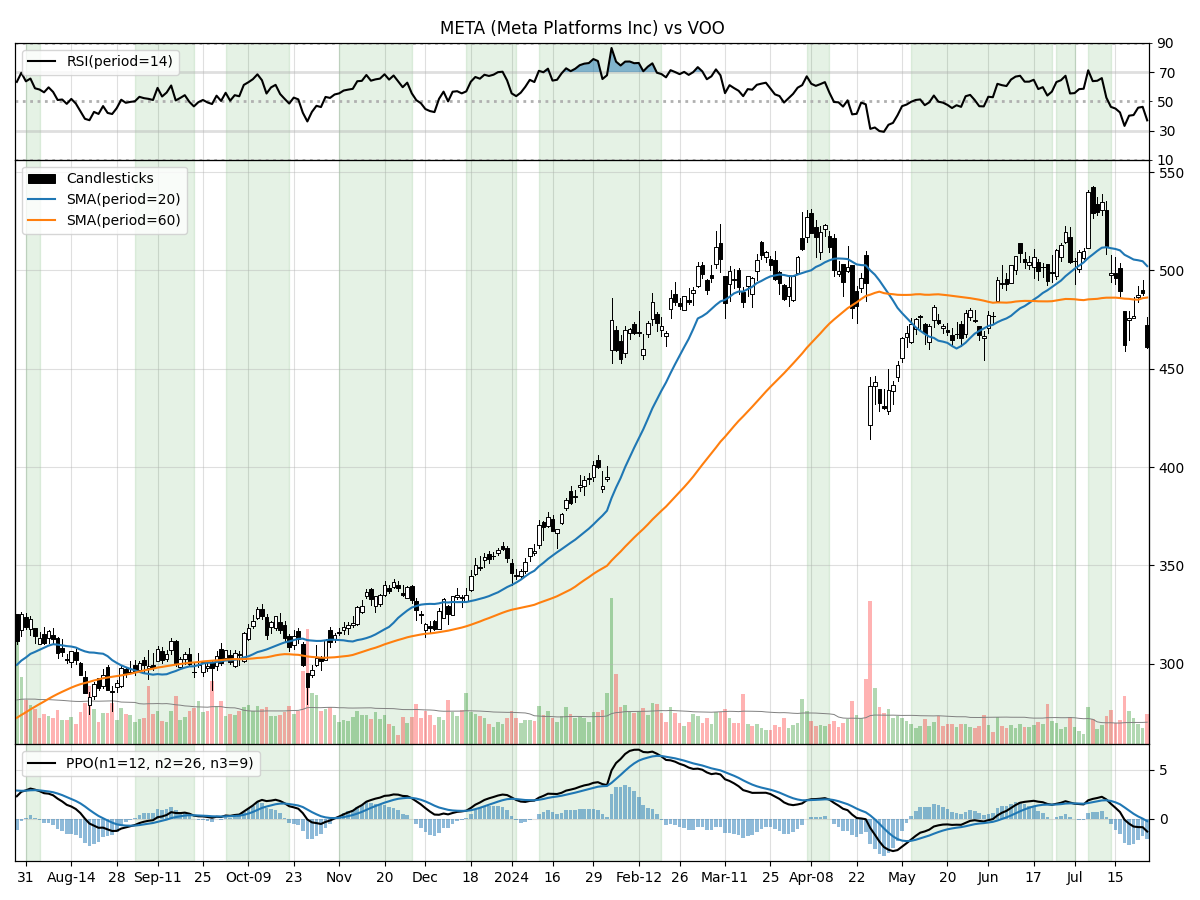 META (Meta Platforms Inc) vs VOO
RSI(period=14)
90
70
50
30
10
Candlesticks
SMA(period=20)
SMA(period=60)
550
500
450
400
350
300
PPO(n1=12, n2=26, n3=9)
5
0
31 Aug-14 28 Sep-11 25 Oct-09 23 Nov 20 Dec 18 2024 16 29 Feb-12 26 Mar-11 25 Apr-08 22 May 20 Jun 17 Jul 15